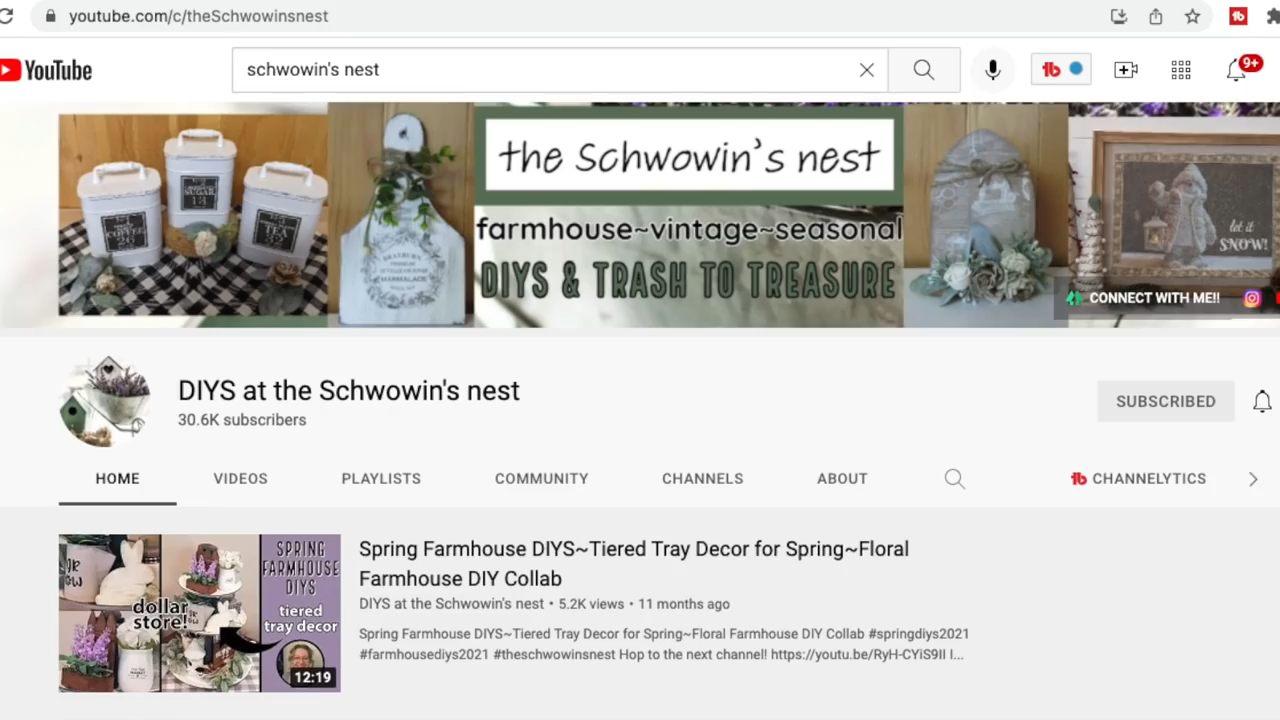 youtube.com/c/theSchwowinsnest
YouTube
schwowin's nest
9+
the Schwowin's nest
farmhouse~vintage~seasonal
DIYS & TRASH TO TREASURE
COFFEE
SUGAR
13
TEA
let it
SNOW!
CONNECT WITH ME!!
DIYS at the Schwowin's nest
30.6K subscribers
SUBSCRIBED
HOME
VIDEOS
PLAYLISTS
COMMUNITY
CHANNELS
ABOUT
CHANNELYTICS
SPRING
FARMHOUSE
DIYS
dollar
store!
tiered
tray decor
12:19
Spring Farmhouse DIYS~Tiered Tray Decor for Spring~Floral
Farmhouse DIY Collab
DIYS at the Schwowin's nest • 5.2K views • 11 months ago
Spring Farmhouse DIYS~Tiered Tray Decor for Spring~Floral Farmhouse DIY Collab #springdiys2021
#farmhousediys2021 #theschwowinsnest Hop to the next channel! https://youtu.be/RyH-CYiS9II I...